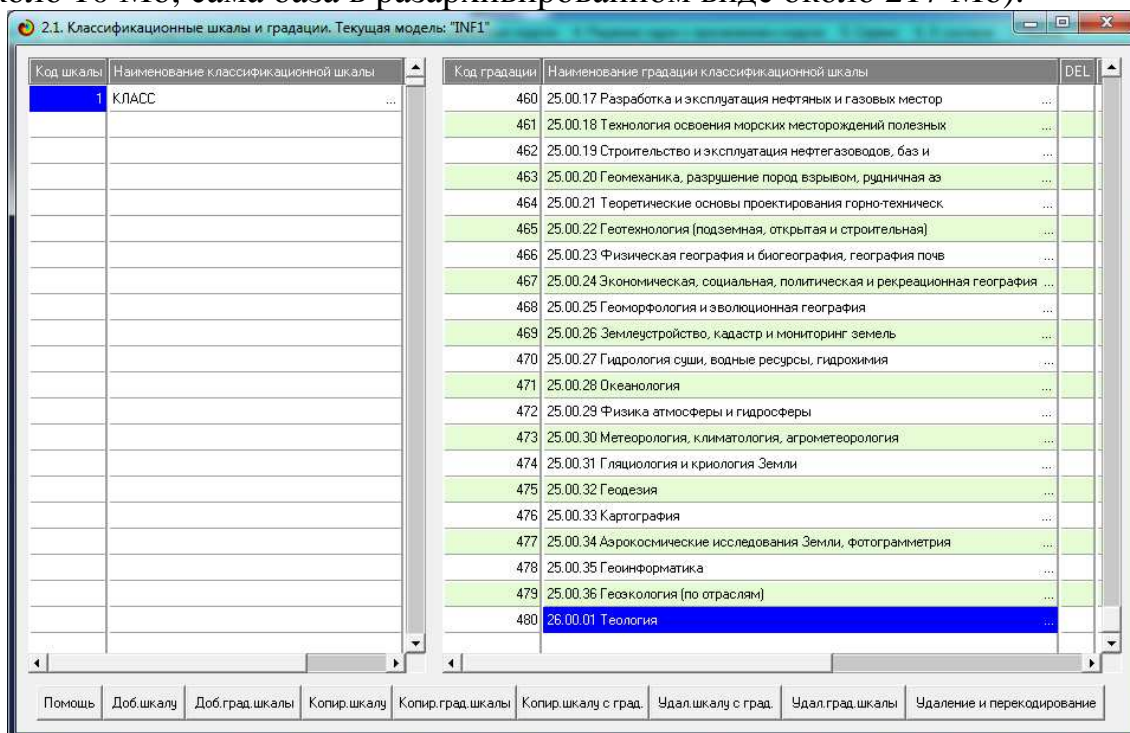 около 10 Мб, сама база в разархивированном виде около 217 Мб).
2.1. Классификационные шкалы и градации. Текущая модель: "INF1"
Код шкалы Наименование классификационной шкалы
1 КЛАСС ...
Код градации Наименование градации классификационной шкалы DEL
460 25.00.17 Разработка и эксплуатация нефтяных и газовых местор ...
461 25.00.18 Технология освоения морских месторождений полезных ...
462 25.00.19 Строительство и эксплуатация нефтегазоводов, баз и ...
463 25.00.20 Геомеханика, разрушение пород взрывом, рудничная аэ ...
464 25.00.21 Теоретические основы проектирования горно-техническ ...
465 25.00.22 Геотехнология (подземная, открытая и строительная) ...
466 25.00.23 Физическая география и биогеография, география почв ...
467 25.00.24 Экономическая, социальная, политическая и рекреационная география ...
468 25.00.25 Геоморфология и эволюционная география ...
469 25.00.26 Землеустройство, кадастр и мониторинг земель ...
470 25.00.27 Гидрология суши, водные ресурсы, гидрохимия ...
471 25.00.28 Океанология ...
472 25.00.29 Физика атмосферы и гидросферы ...
473 25.00.30 Метеорология, климатология, агрометеорология ...
474 25.00.31 Гляциология и криология Земли ...
475 25.00.32 Геодезия ...
476 25.00.33 Картография ...
477 25.00.34 Аэрокосмические исследования Земли, фотограмметрия ...
478 25.00.35 Геоинформатика ...
479 25.00.36 Геоэкология (по отраслям) ...
480 26.00.01 Теология ...
Помощь Доб.шкалу Доб.град.шкалы Копир.шкалу Копир.град.шкалы Копир.шкалу с град. Удал.шкалу с град. Удал.град.шкалы Удаление и перекодирование